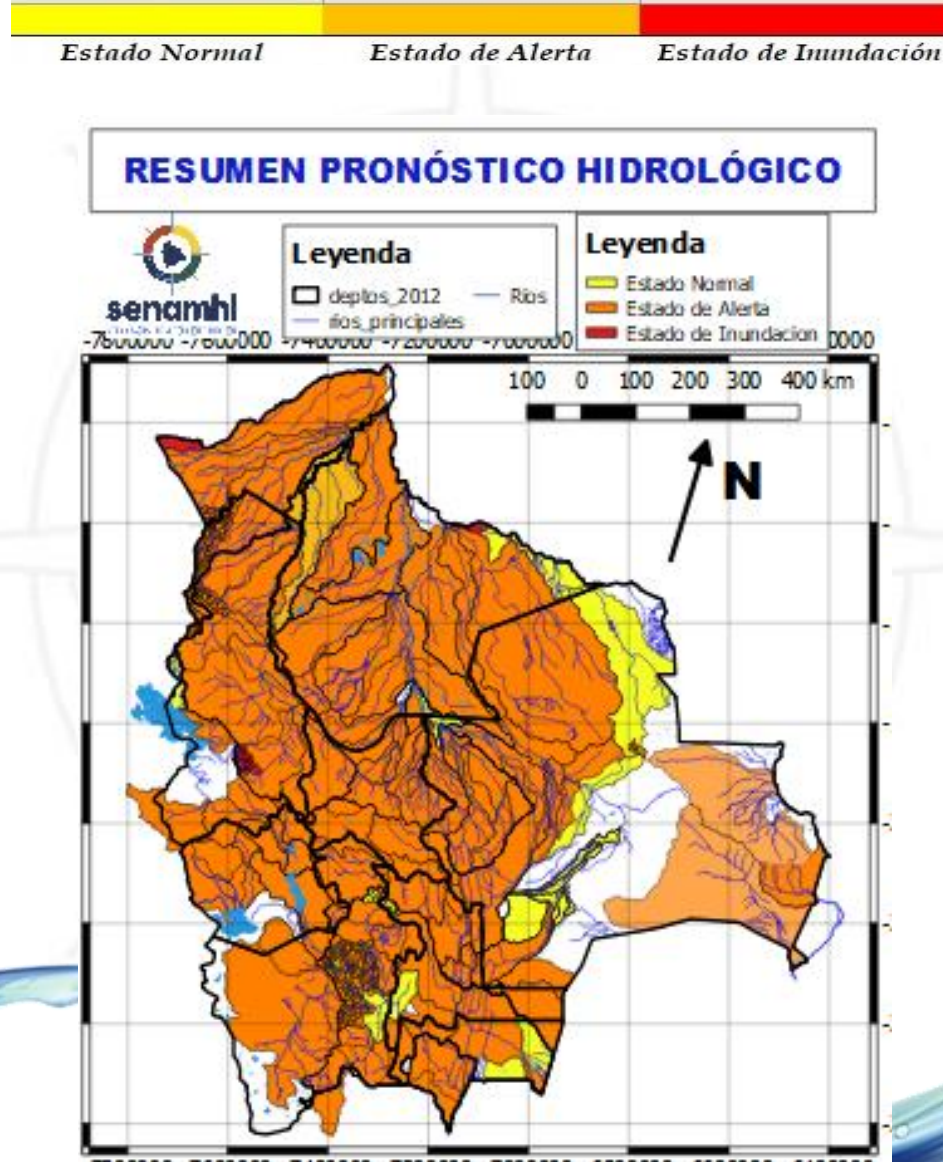 Estado Normal Estado de Alerta Estado de Inundación
RESUMEN PRONÓSTICO HIDROLÓGICO
senamhi
Leyenda
deptos_2012 Rios
rios_principales
Leyenda
Estado Normal
Estado de Alerta
Estado de Inundacion
-7400000 -7200000 -7000000
100 0 100 200 300 400 km
N